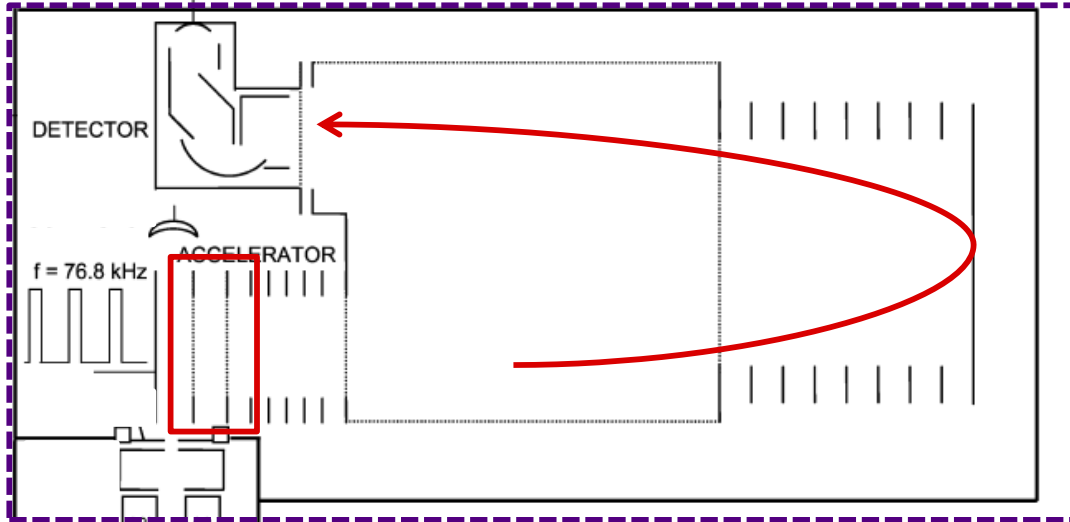 DETECTOR
ACCELERATOR
f = 76.8 kHz